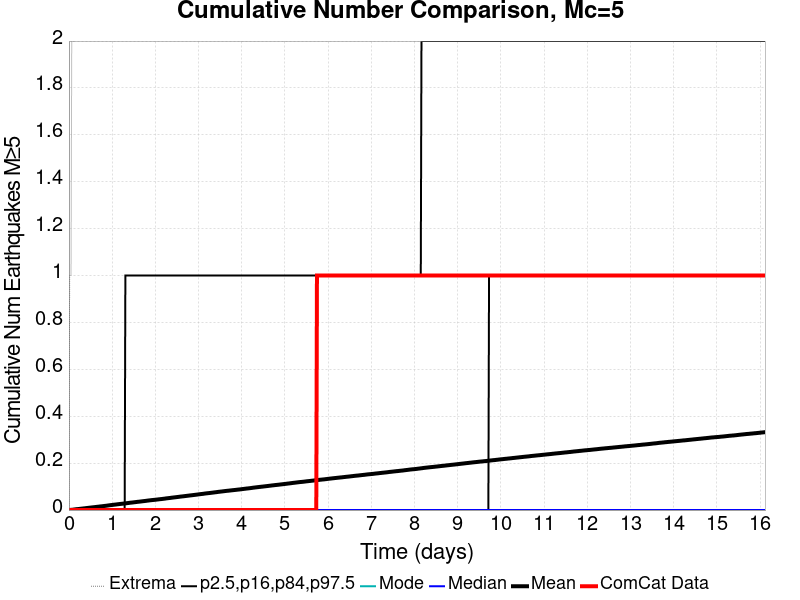 Cumulative Number Comparison, Mc=5
Cumulative Num Earthquakes M≥5
2
1.8
1.6
1.4
1.2
1
0.8
0.6
0.4
0.2
0
0 1 2 3 4 5 6 7 8 9 10 11 12 13 14 15 16
Time (days)
Extrema p2.5,p16,p84,p97.5 Mode Median Mean ComCat Data